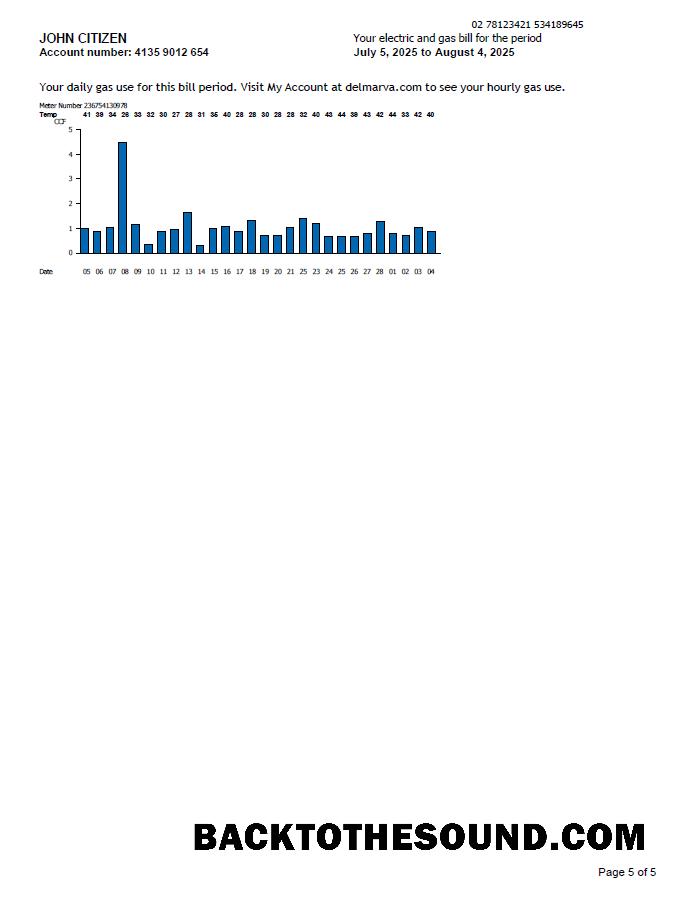 02 78123421 534189645
JOHN CITIZEN
Your electric and gas bill for the period
Account number: 4135 9012 654
July 5, 2025 to August 4, 2025
Your daily gas use for this bill period. Visit My Account at delmarva.com to see your hourly gas use.
Meter Number 236754130978
Temp 41 39 34 26 33 32 30 27 28 31 35 40 28 28 28 28 28 32 40 43 44 39 43 42 44 33 42 40
CCF
5
4
3
2
1
0
Date 05 06 07 08 09 10 11 12 13 14 15 16 17 18 19 20 21 25 23 24 25 26 27 28 01 02 03 04
BACKTOTHESOUND.COM
Page 5 of 5